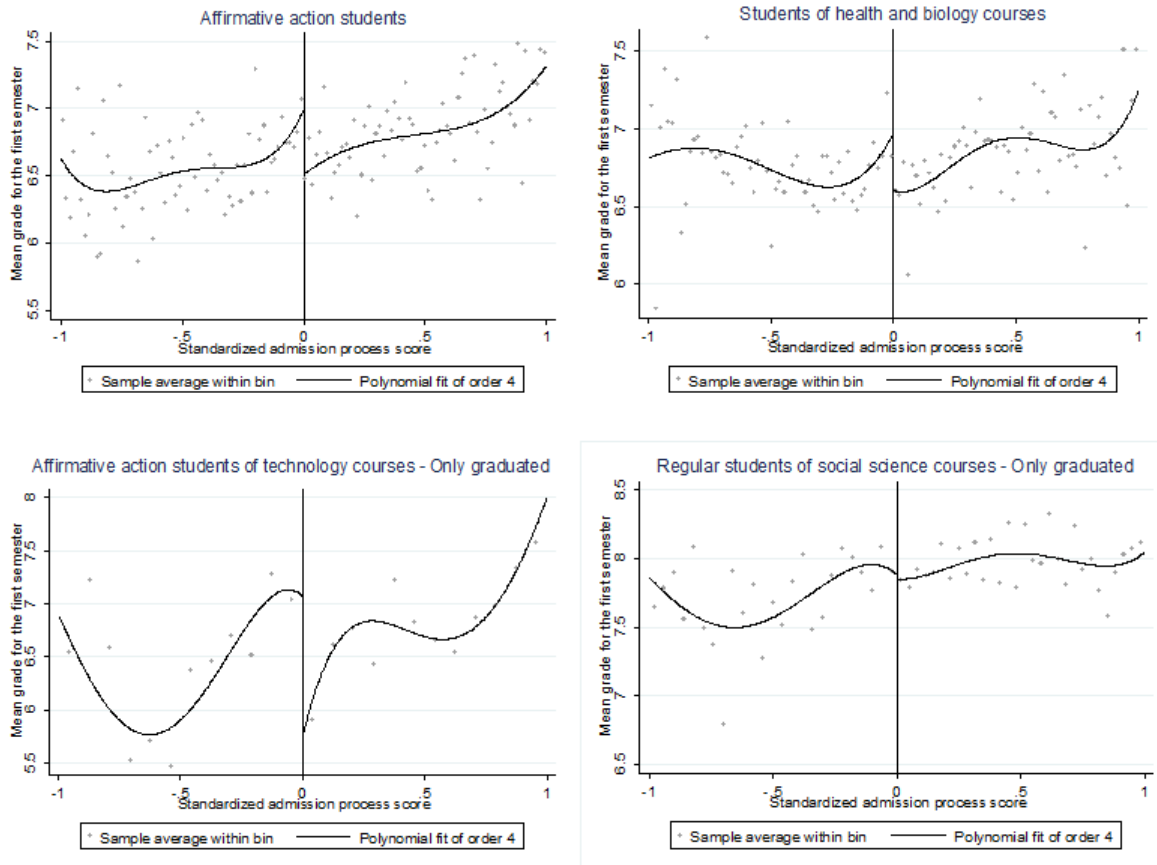 Affirmative action students
Mean grade for the first semester
7.5
7
6.5
6
5.5
-1
-.5
0
.5
1
Standardized admission process score
Sample average within bin
Polynomial fit of order 4
Students of health and biology courses
Mean grade for the first semester
7.5
7
6.5
6
-1
-.5
0
.5
1
Standardized admission process score
Sample average within bin
Polynomial fit of order 4
Affirmative action students of technology courses - Only graduated
Mean grade for the first semester
8
7.5
7
6.5
6
5.5
-1
-.5
0
.5
1
Standardized admission process score
Sample average within bin
Polynomial fit of order 4
Regular students of social science courses - Only graduated
Mean grade for the first semester
8.5
8
7.5
7
6.5
-1
-.5
0
.5
1
Standardized admission process score
Sample average within bin
Polynomial fit of order 4